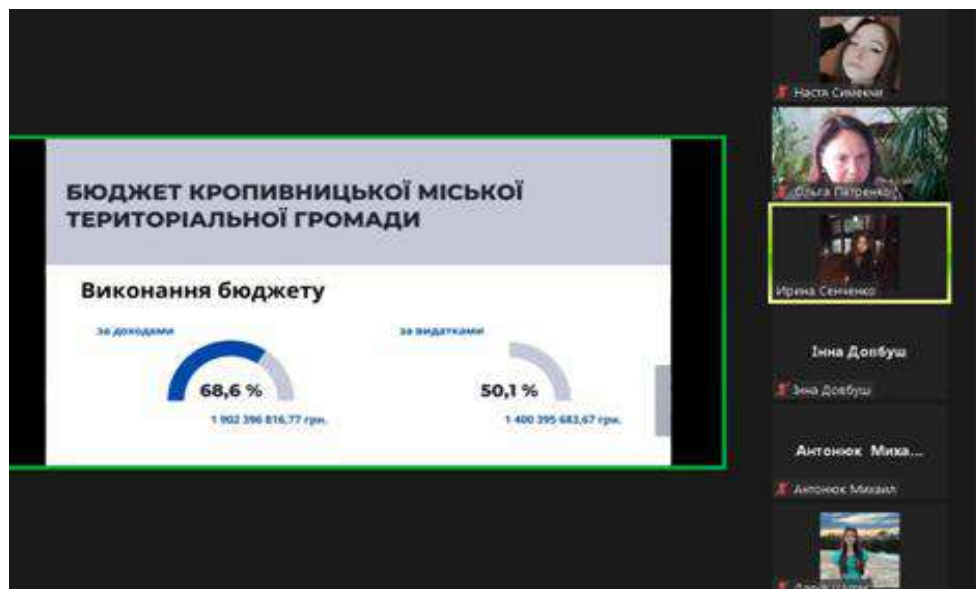 БЮДЖЕТ КРОПИВНИЦЬКОЇ МІСЬКОЇ
ТЕРИТОРІАЛЬНОЇ ГРОМАДИ
Виконання бюджету
за доходами
за видатками
68,6 %
50,1 %
1 902 396 816,77 грн.
1 400 395 683,67 грн.
Настя Симекчи
Ольга Петренко
Ирина Сенченко
Інна Довбуш
Інна Довбуш
Антонюк Миха...
Антонюк Михаил